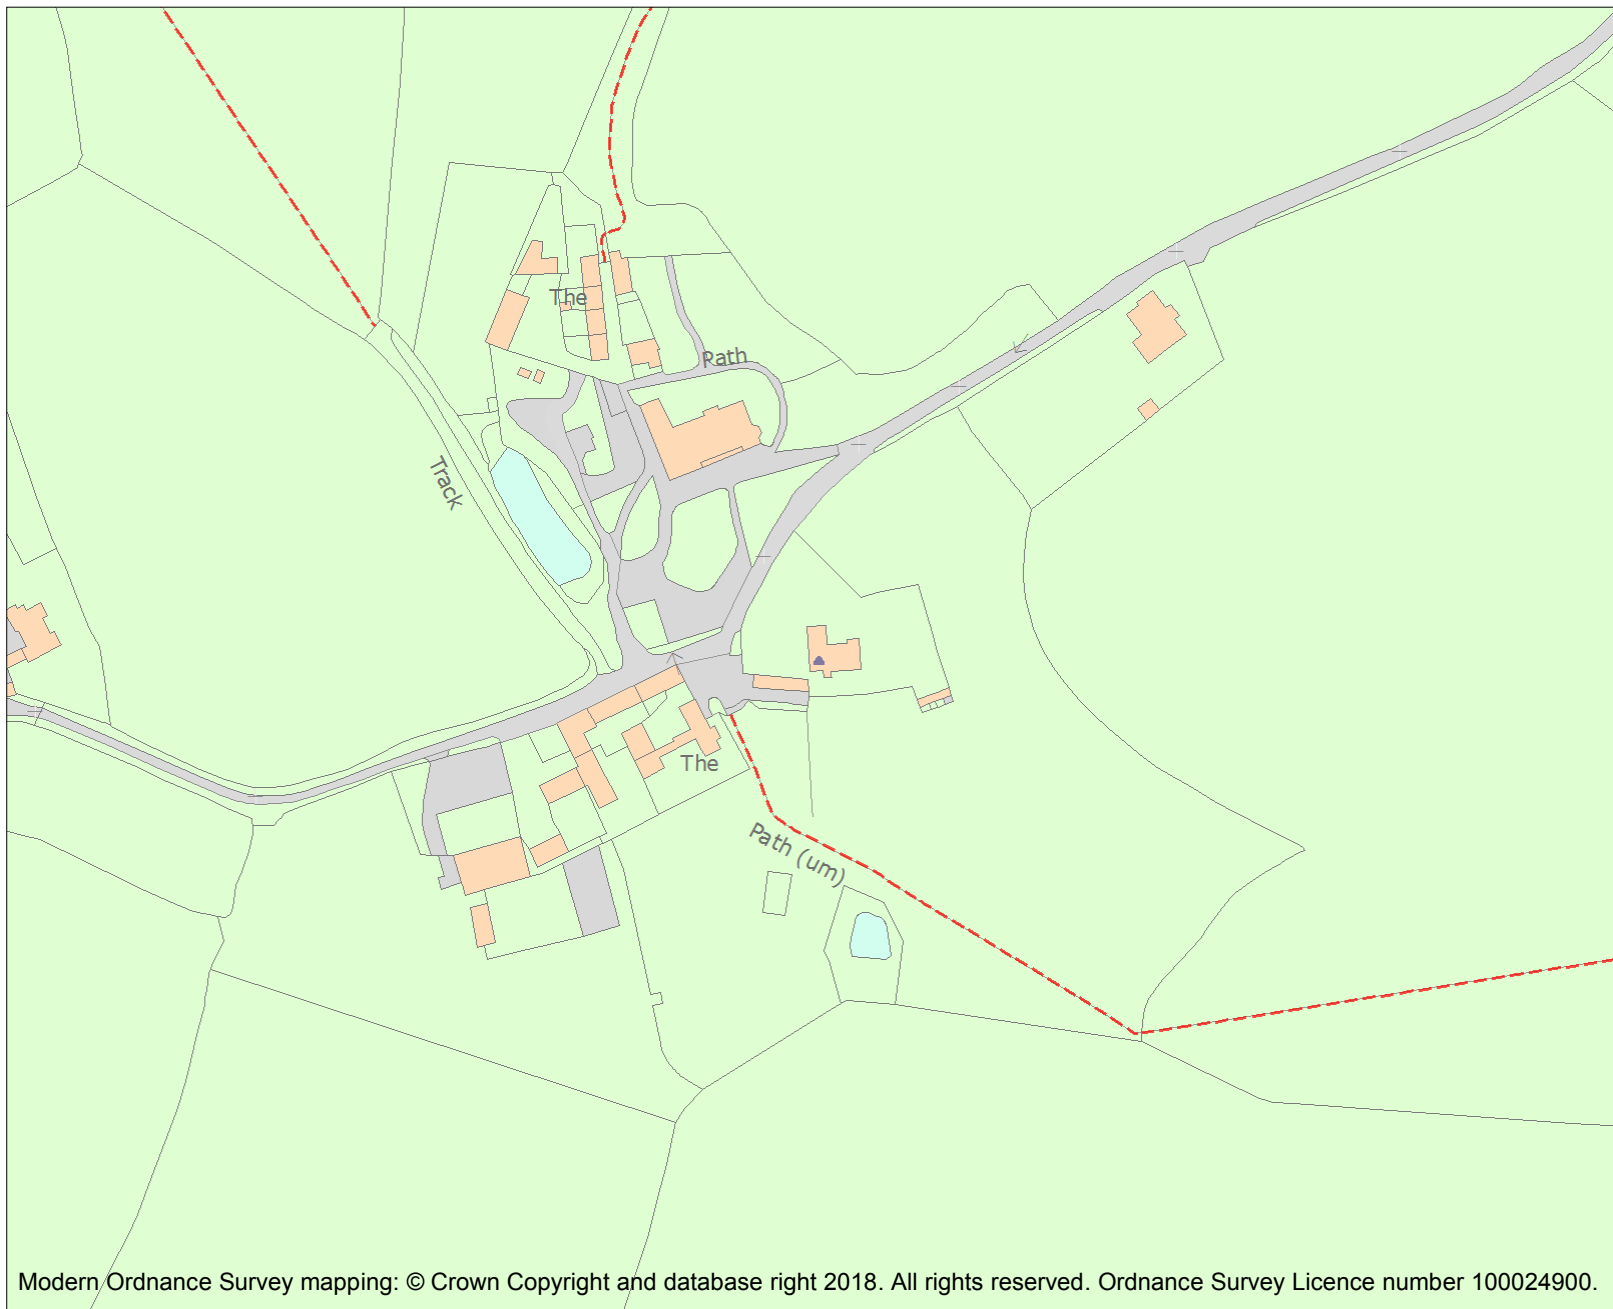 The
Path
Track
The
Path (um)
Modern Ordnance Survey mapping: © Crown Copyright and database right 2018. All rights reserved. Ordnance Survey Licence number 100024900.